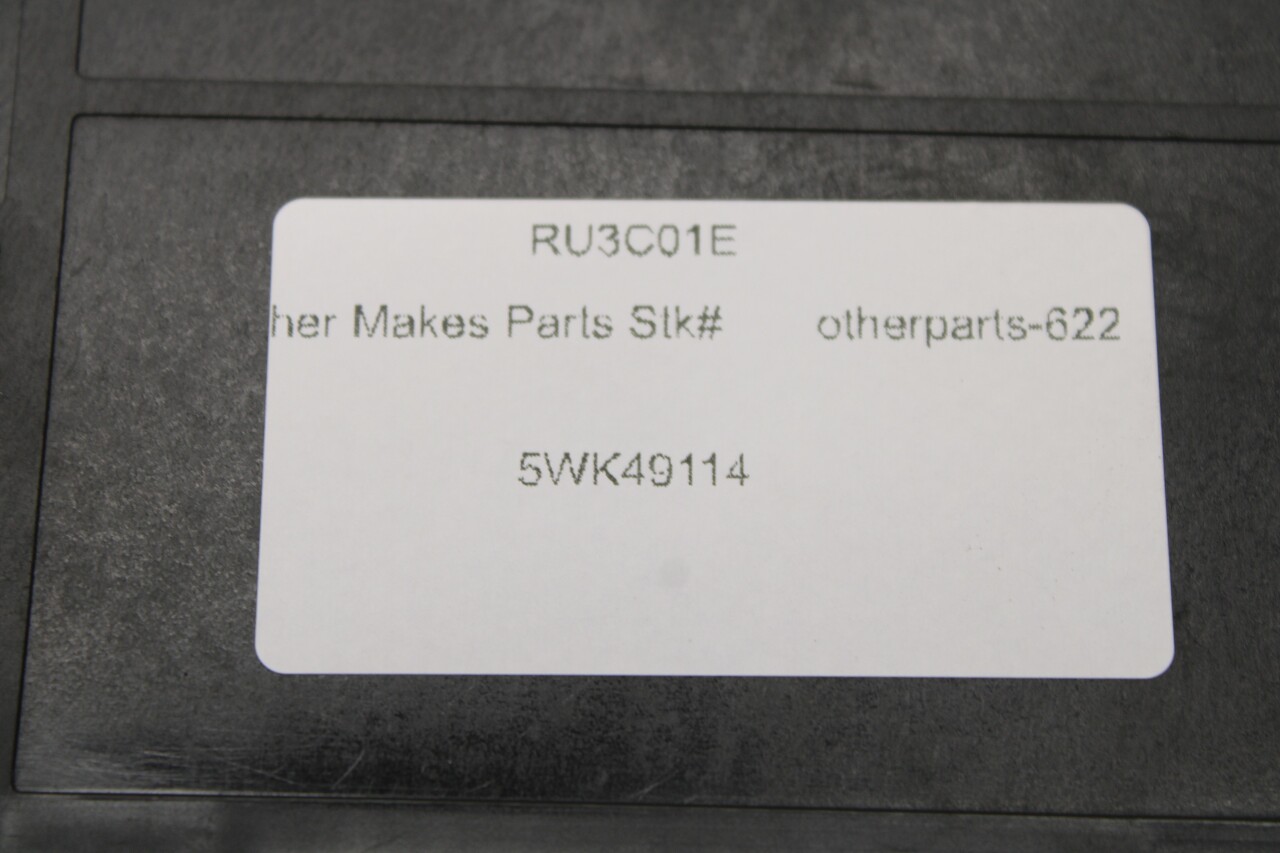 RU3C01E
her Makes Parts Stk# otherparts-622
5WK49114